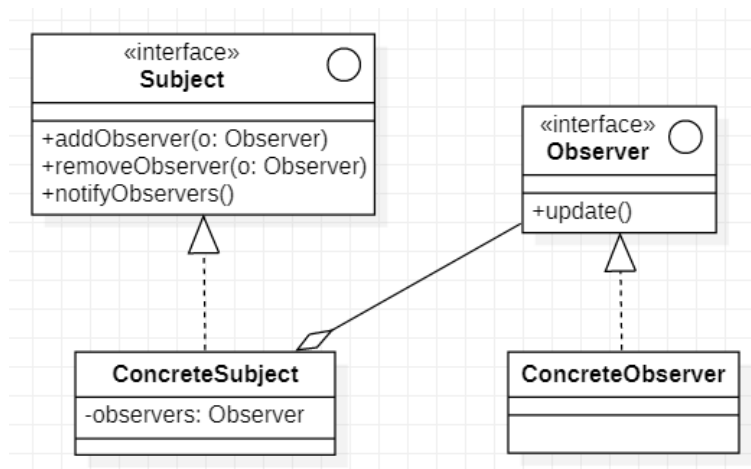 «interface»
Subject
+addObserver(o: Observer)
+removeObserver(o: Observer)
+notifyObservers()
«interface»
Observer
+update()
ConcreteSubject
-observers: Observer
ConcreteObserver